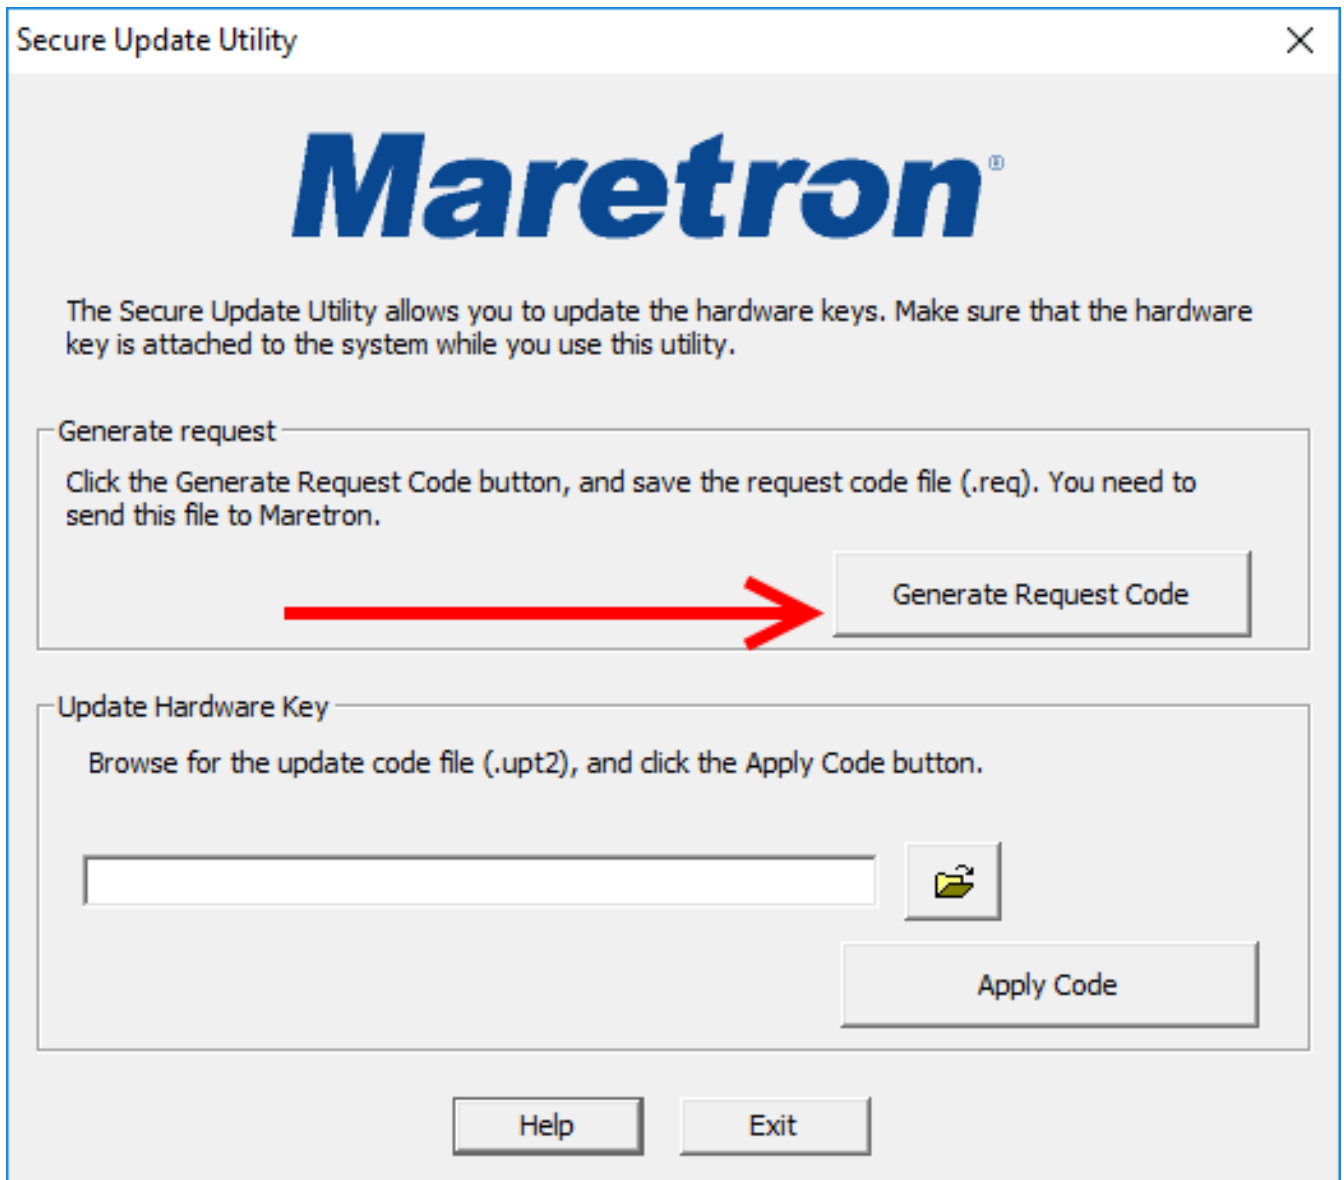 Secure Update Utility
Maretron®
The Secure Update Utility allows you to update the hardware keys. Make sure that the hardware
key is attached to the system while you use this utility.
Generate request
Click the Generate Request Code button, and save the request code file (.req). You need to
send this file to Maretron.
Generate Request Code
Update Hardware Key
Browse for the update code file (.upt2), and click the Apply Code button.
Apply Code
Help Exit